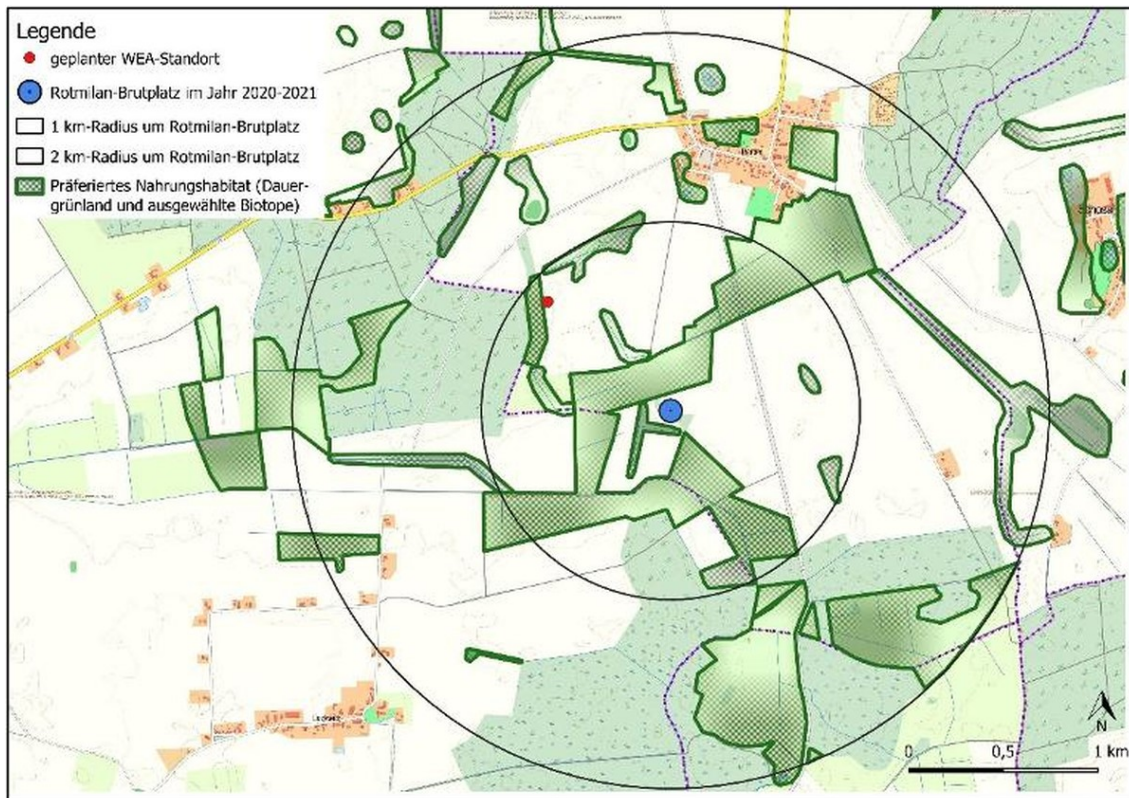 Legende
geplanter WEA-Standort
Rotmilan-Brutplatz im Jahr 2020-2021
1 km-Radius um Rotmilan-Brutplatz
2 km-Radius um Rotmilan-Brutplatz
Präferiertes Nahrungshabitat (Dauer-
grünland und ausgewählte Biotope)
N
0 0,5 1 km